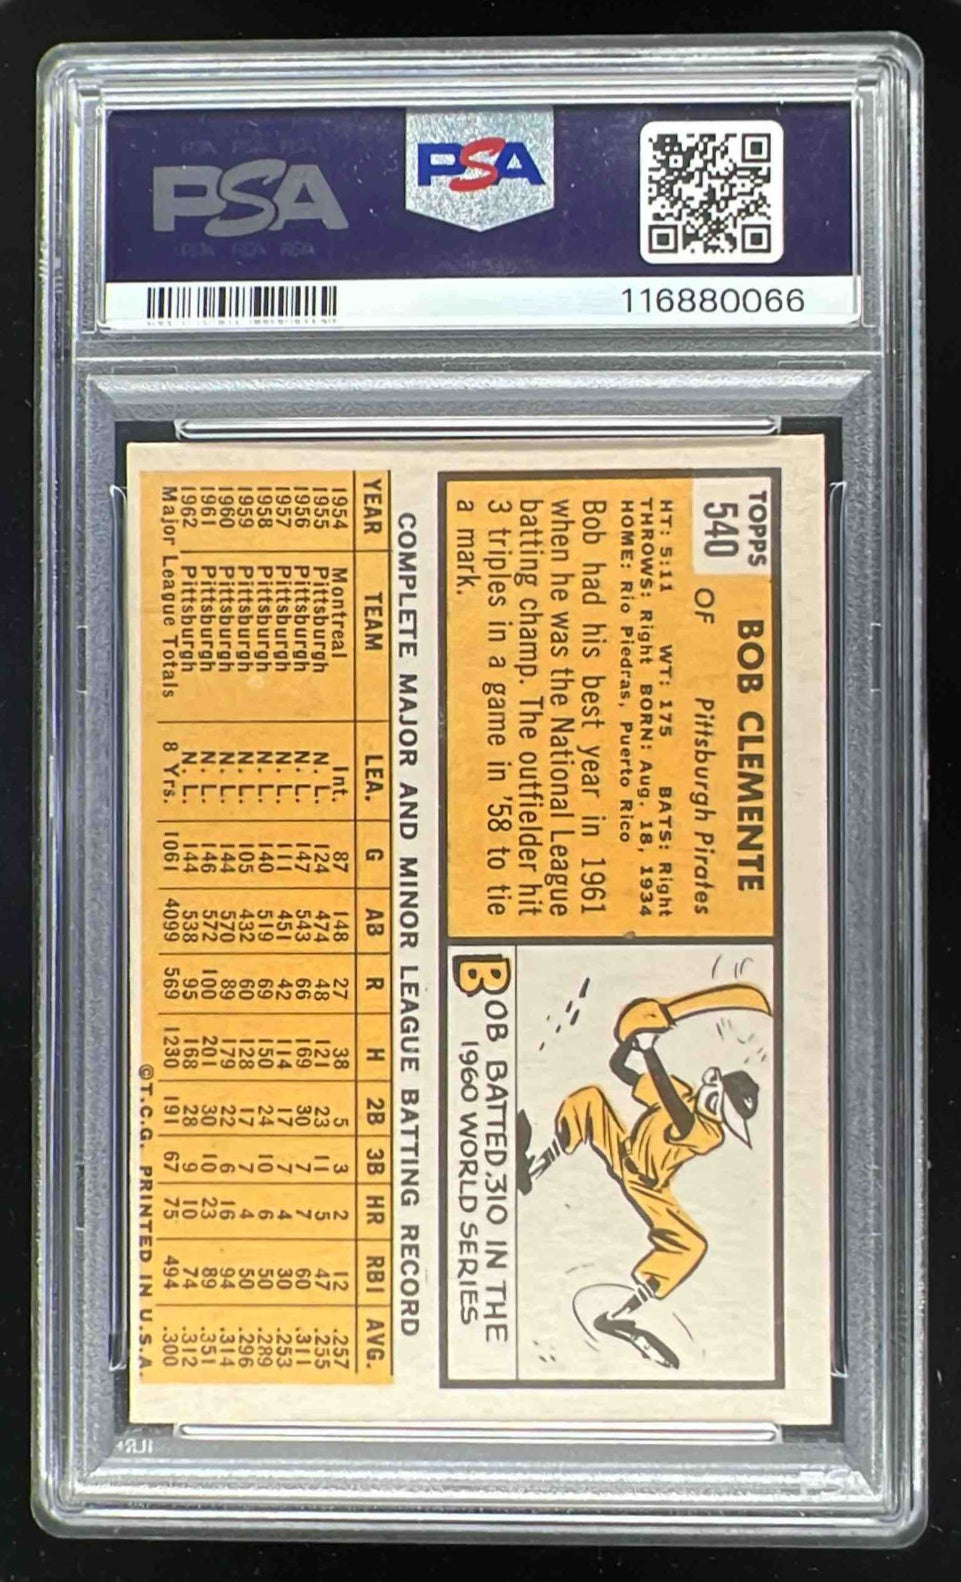 PSA
PSA
116880066
TOPPS
540
BOB CLEMENTE
OF Pittsburgh Pirates
HT: 5:11 WT: 175 BATS: Right
THROWS: Right BORN: Aug. 18, 1934
HOME: Rio Piedras, Puerto Rico
Bob had his best year in 1961
when he was the National League
batting champ. The outfielder hit
3 triples in a game in '58 to tie
a mark.
BOB BATTED .310 IN THE
1960 WORLD SERIES
COMPLETE MAJOR AND MINOR LEAGUE BATTING RECORD
YEAR TEAM LEA. G AB R H 2B 3B HR RBI AVG.
1954 Montreal Int. 87 148 27 38 5 3 2 12 .257
1955 Pittsburgh N. L. 124 474 48 121 23 11 5 47 .255
1956 Pittsburgh N. L. 147 543 66 169 30 7 7 60 .311
1957 Pittsburgh N. L. 111 451 42 114 17 7 4 30 .253
1958 Pittsburgh N. L. 140 519 69 150 24 10 6 50 .289
1959 Pittsburgh N. L. 105 432 60 128 17 7 4 50 .296
1960 Pittsburgh N. L. 144 570 89 179 22 6 16 94 .314
1961 Pittsburgh N. L. 146 572 100 201 30 10 23 89 .351
1962 Pittsburgh N. L. 144 538 95 168 28 9 10 74 .312
Major League Totals 8 Yrs. 1061 4099 569 1230 191 67 75 494 .300
©T.C.G. PRINTED IN U.S.A.